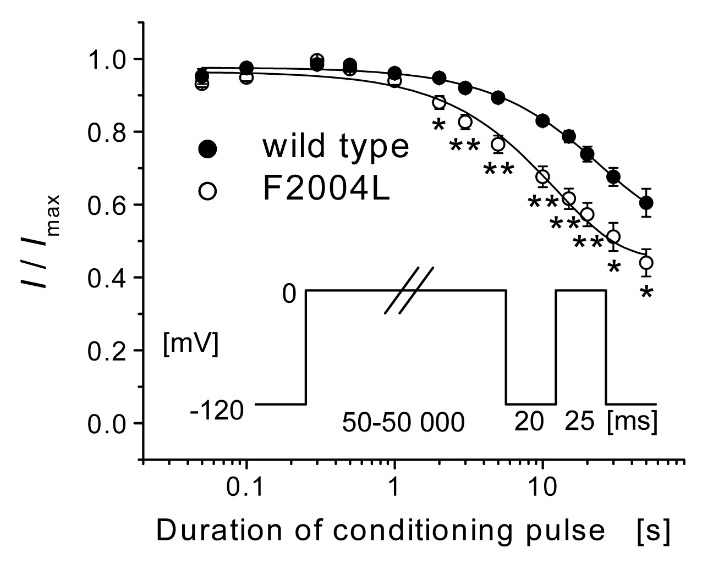 1.0
0.8
0.6
0.4
0.2
0.0
I / Imax
wild type
F2004L
*
**
**
**
**
**
*
*
0
[mV]
-120
50-50 000 20 25 [ms]
0.1 1 10
Duration of conditioning pulse [s]